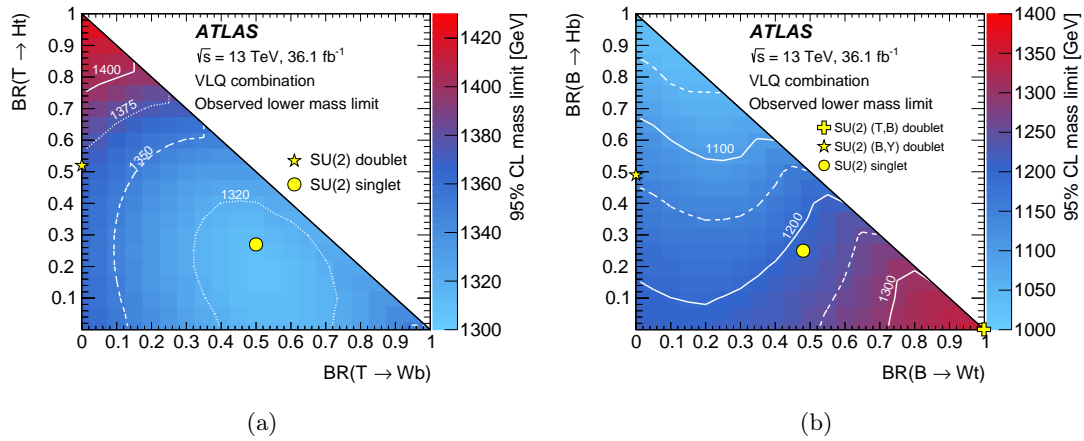 ATLAS
√s = 13 TeV, 36.1 fb⁻¹
VLQ combination
Observed lower mass limit
SU(2) doublet
SU(2) singlet
1400
1375
1350
1320
BR(T → Ht)
1
0.9
0.8
0.7
0.6
0.5
0.4
0.3
0.2
0.1
0 0.1 0.2 0.3 0.4 0.5 0.6 0.7 0.8 0.9 1
BR(T → Wb)
95% CL mass limit [GeV]
1420
1400
1380
1360
1340
1320
1300
(a)
ATLAS
√s = 13 TeV, 36.1 fb⁻¹
VLQ combination
Observed lower mass limit
SU(2) (T,B) doublet
SU(2) (B,Y) doublet
SU(2) singlet
1100
1200
1300
BR(B → Hb)
1
0.9
0.8
0.7
0.6
0.5
0.4
0.3
0.2
0.1
0 0.1 0.2 0.3 0.4 0.5 0.6 0.7 0.8 0.9 1
BR(B → Wt)
95% CL mass limit [GeV]
1400
1350
1300
1250
1200
1150
1100
1050
1000
(b)